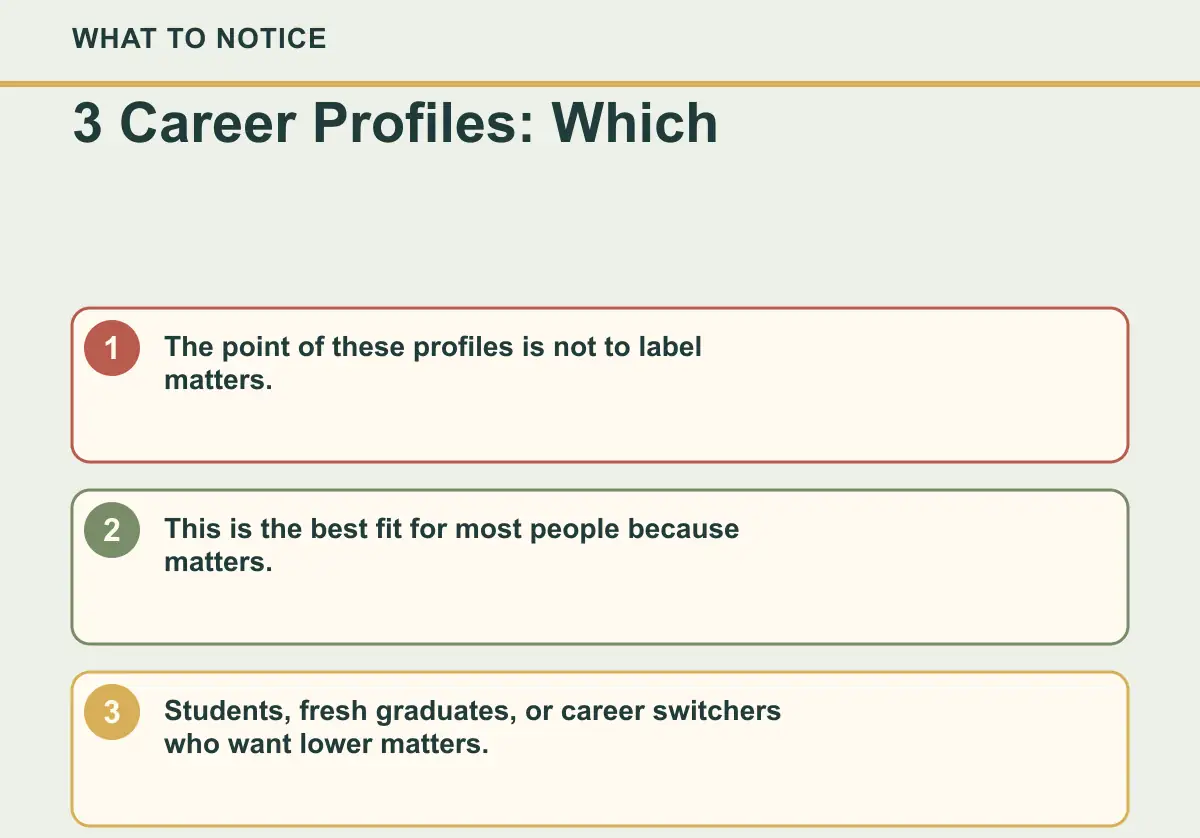 WHAT TO NOTICE
3 Career Profiles: Which
1
The point of these profiles is not to label
matters.
2
This is the best fit for most people because
matters.
3
Students, fresh graduates, or career switchers
who want lower matters.